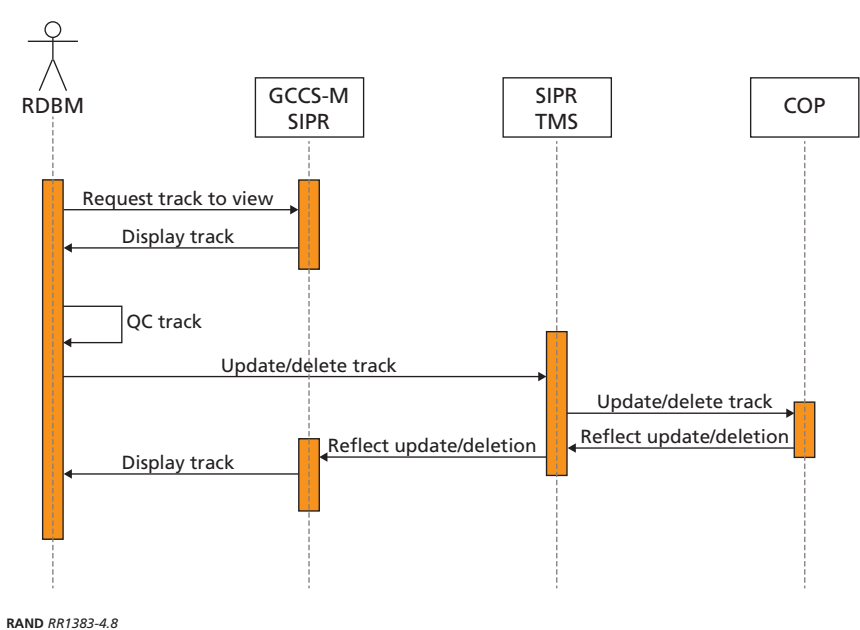 RDBM
GCCS-M
SIPR
SIPR
TMS
COP
Request track to view
Display track
QC track
Update/delete track
Update/delete track
Reflect update/deletion
Reflect update/deletion
Display track
RAND RR1383-4.8